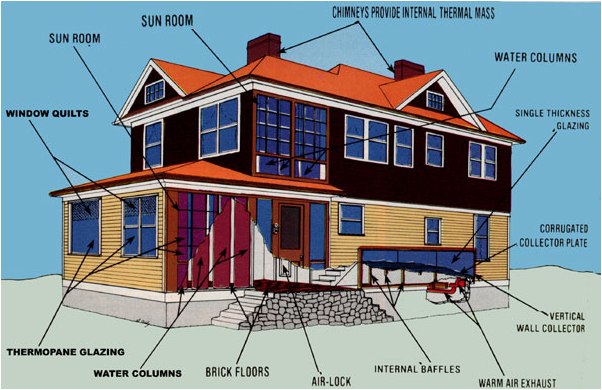 CHIMNEYS PROVIDE INTERNAL THERMAL MASS
SUN ROOM
SUN ROOM
WATER COLUMNS
WINDOW QUILTS
SINGLE THICKNESS
GLAZING
CORRUGATED
COLLECTOR PLATE
VERTICAL
WALL COLLECTOR
THERMOPANE GLAZING
WATER COLUMNS
BRICK FLOORS
AIR-LOCK
INTERNAL BAFFLES
WARM AIR EXHAUST